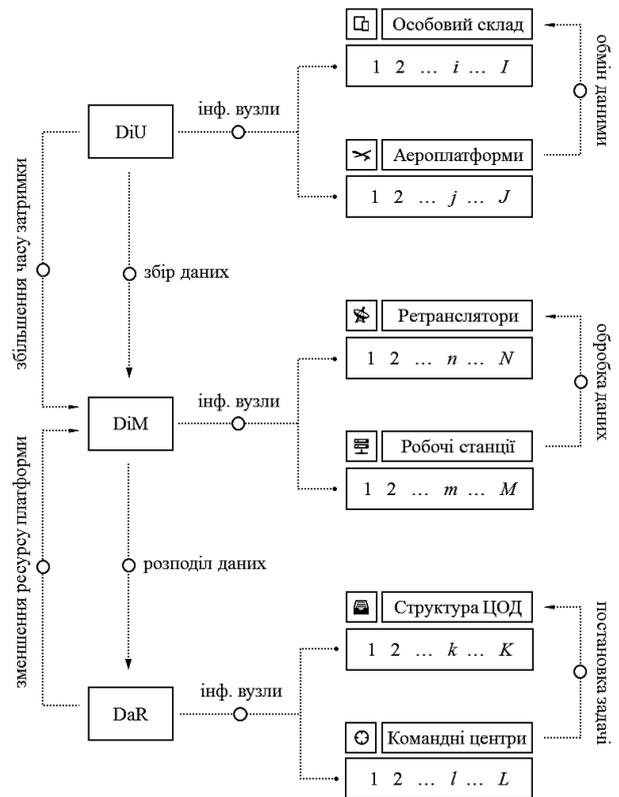 Особовий склад
1 2 … i … I
обмін даними
DiU
інф. вузли
Аероплатформи
1 2 … j … J
збільшення часу затримки
збір даних
Ретранслятори
1 2 … n … N
обробка даних
DiM
інф. вузли
Робочі станції
1 2 … m … M
зменшення ресурсу платформи
розподіл даних
Структура ЦОД
1 2 … k … K
постановка задачі
DaR
інф. вузли
Командні центри
1 2 … l … L